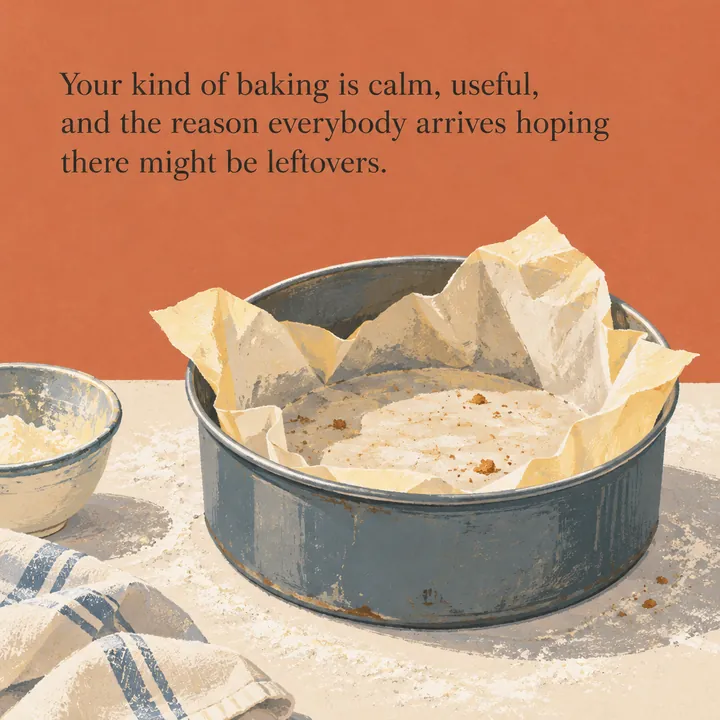 Your kind of baking is calm, useful,
and the reason everybody arrives hoping
there might be leftovers.